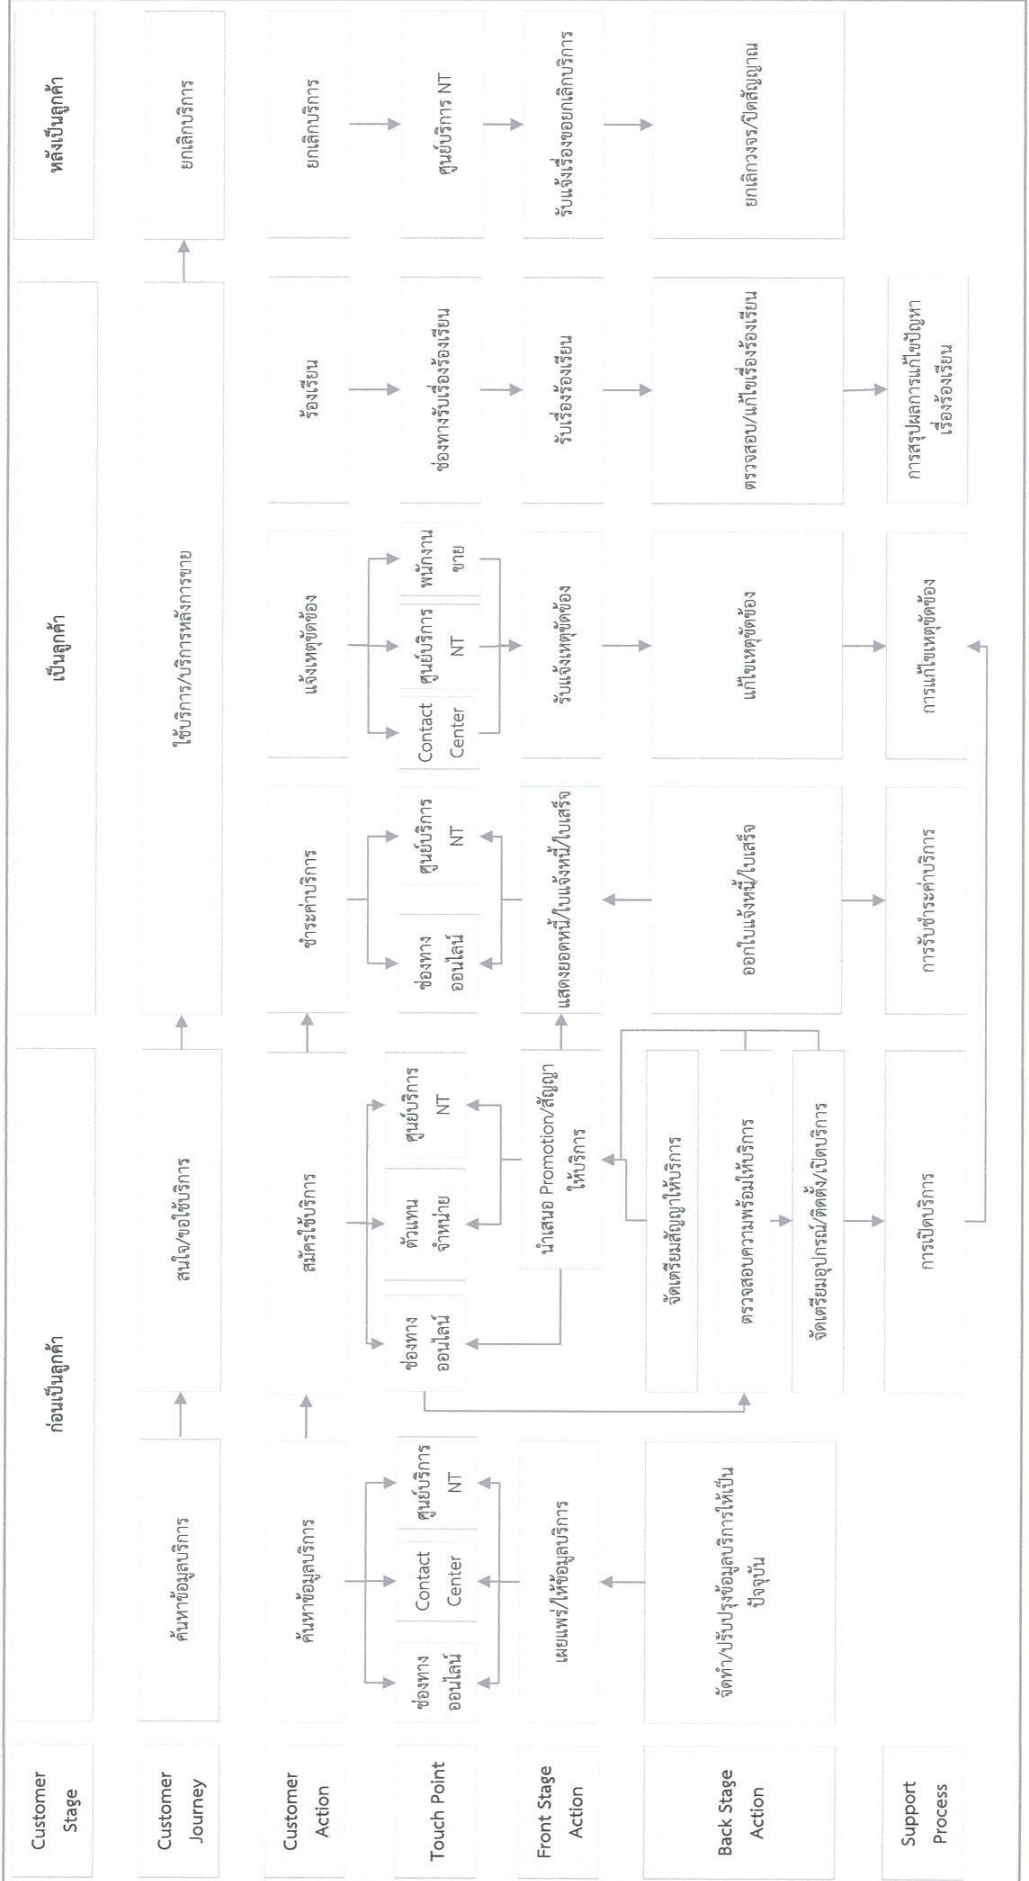 Customer
Stage
ก่อนเป็นลูกค้า
เป็นลูกค้า
หลังเป็นลูกค้า
Customer
Journey
ค้นหาข้อมูลบริการ
สนใจ/ขอใช้บริการ
ใช้บริการ/บริการหลังการขาย
ยกเลิกบริการ
Customer
Action
ค้นหาข้อมูลบริการ
สมัครใช้บริการ
ชำระค่าบริการ
แจ้งเหตุขัดข้อง
ร้องเรียน
ยกเลิกบริการ
Touch Point
ช่องทาง
ออนไลน์
Contact
Center
ศูนย์บริการ
NT
ช่องทาง
ออนไลน์
ตัวแทน
จำหน่าย
ศูนย์บริการ
NT
ช่องทาง
ออนไลน์
ศูนย์บริการ
NT
Contact
Center
ศูนย์บริการ
NT
พนักงาน
ขาย
ช่องทางรับเรื่องร้องเรียน
ศูนย์บริการ NT
Front Stage
Action
เผยแพร่/ให้ข้อมูลบริการ
นำเสนอ Promotion/สัญญา
ให้บริการ
แสดงยอดหนี้/ใบแจ้งหนี้/ใบเสร็จ
รับแจ้งเหตุขัดข้อง
รับเรื่องร้องเรียน
รับแจ้งเรื่องขอยกเลิกบริการ
Back Stage
Action
จัดทำ/ปรับปรุงข้อมูลบริการให้เป็น
ปัจจุบัน
จัดเตรียมสัญญาให้บริการ
ตรวจสอบความพร้อมให้บริการ
จัดเตรียมอุปกรณ์/ติดตั้ง/เปิดบริการ
ออกใบแจ้งหนี้/ใบเสร็จ
แก้ไขเหตุขัดข้อง
ตรวจสอบ/แก้ไขเรื่องร้องเรียน
ยกเลิกวงจร/ปิดสัญญาณ
Support
Process
การเปิดบริการ
การรับชำระค่าบริการ
การแก้ไขเหตุขัดข้อง
การสรุปผลการแก้ไขปัญหา
เรื่องร้องเรียน